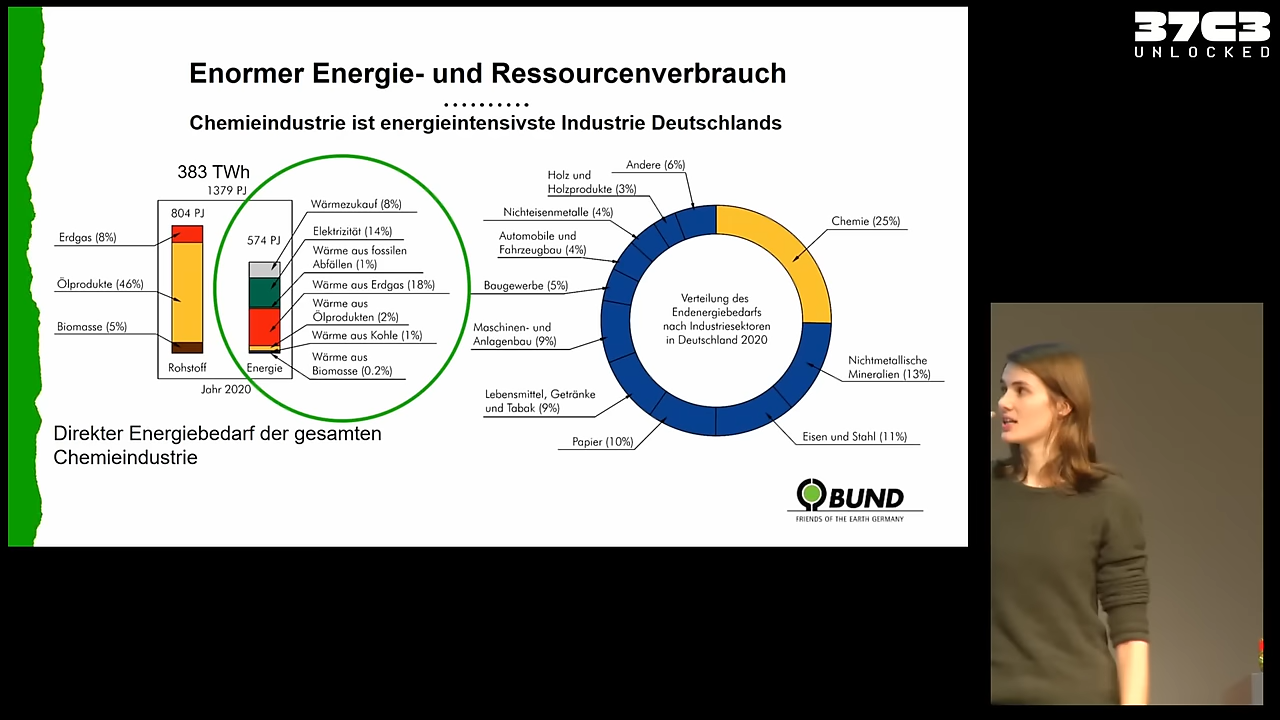 37C3
UNLOCKED
Enormer Energie- und Ressourcenverbrauch
Chemieindustrie ist energieintensivste Industrie Deutschlands
383 TWh
1379 PJ
804 PJ
574 PJ
Erdgas (8%)
Ölprodukte (46%)
Biomasse (5%)
Rohstoff
Energie
Jahr 2020
Wärmezukauf (8%)
Elektrizität (14%)
Wärme aus fossilen
Abfällen (1%)
Wärme aus Erdgas (18%)
Wärme aus
Ölprodukten (2%)
Wärme aus Kohle (1%)
Wärme aus
Biomasse (0.2%)
Direkter Energiebedarf der gesamten
Chemieindustrie
Andere (6%)
Holz und
Holzprodukte (3%)
Nichteisenmetalle (4%)
Automobile und
Fahrzeugbau (4%)
Baugewerbe (5%)
Maschinen- und
Anlagenbau (9%)
Lebensmittel, Getränke
und Tabak (9%)
Papier (10%)
Eisen und Stahl (11%)
Nichtmetallische
Mineralien (13%)
Chemie (25%)
Verteilung des
Endenergiebedarfs
nach Industriesektoren
in Deutschland 2020
BUND
FRIENDS OF THE EARTH GERMANY